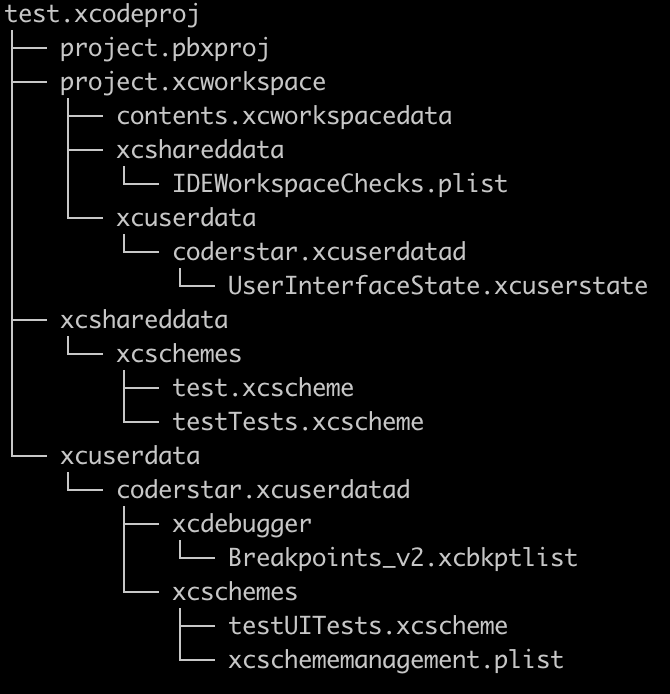 test.xcodeproj
├── project.pbxproj
├── project.xcworkspace
│   ├── contents.xcworkspacedata
│   ├── xcshareddata
│   │   └── IDEWorkspaceChecks.plist
│   └── xcuserdata
│       └── coderstar.xcuserdatad
│           └── UserInterfaceState.xcuserstate
├── xcshareddata
│   └── xcschemes
│       ├── test.xcscheme
│       └── testTests.xcscheme
└── xcuserdata
    └── coderstar.xcuserdatad
        ├── xcdebugger
        │   └── Breakpoints_v2.xcbkptlist
        └── xcschemes
            ├── testUITests.xcscheme
            └── xcschememanagement.plist